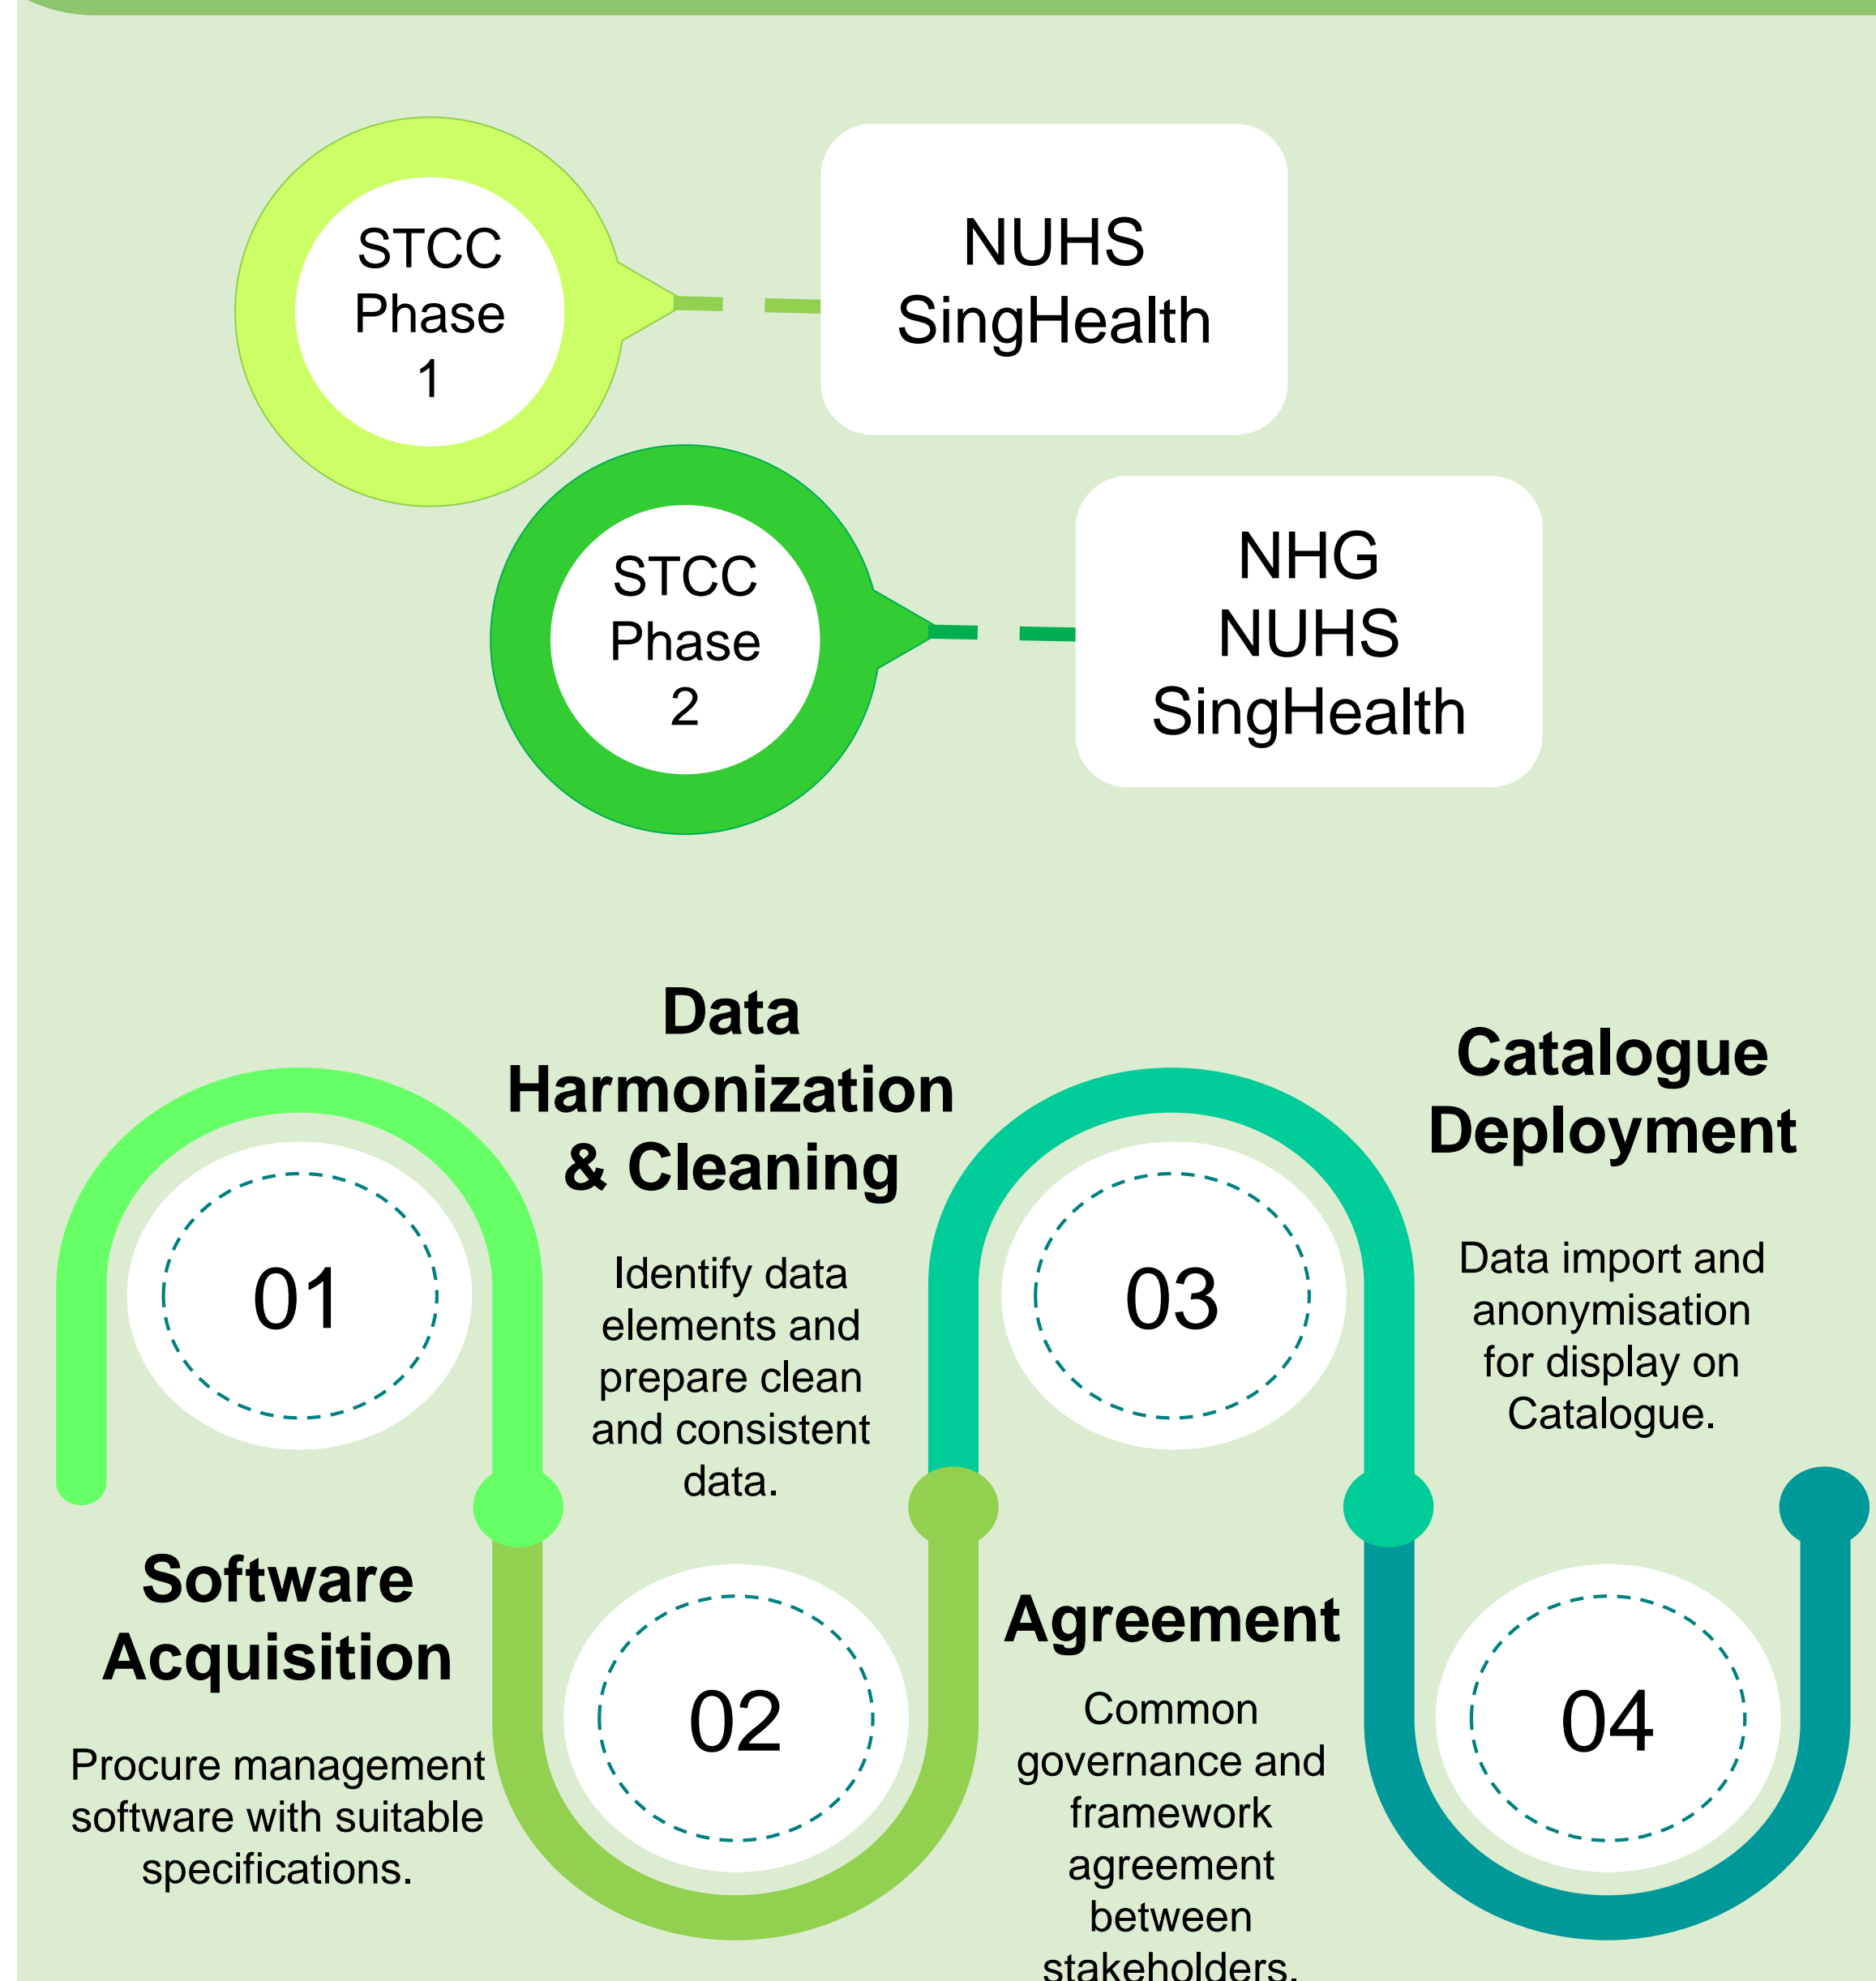 STCC
Phase
1
NUHS
SingHealth
STCC
Phase
2
NHG
NUHS
SingHealth
01
Software
Acquisition
Procure management
software with suitable
specifications.
Data
Harmonization
& Cleaning
Identify data
elements and
prepare clean
and consistent
data.
02
03
Agreement
Common
governance and
framework
agreement
between
stakeholders.
Catalogue
Deployment
Data import and
anonymisation
for display on
Catalogue.
04